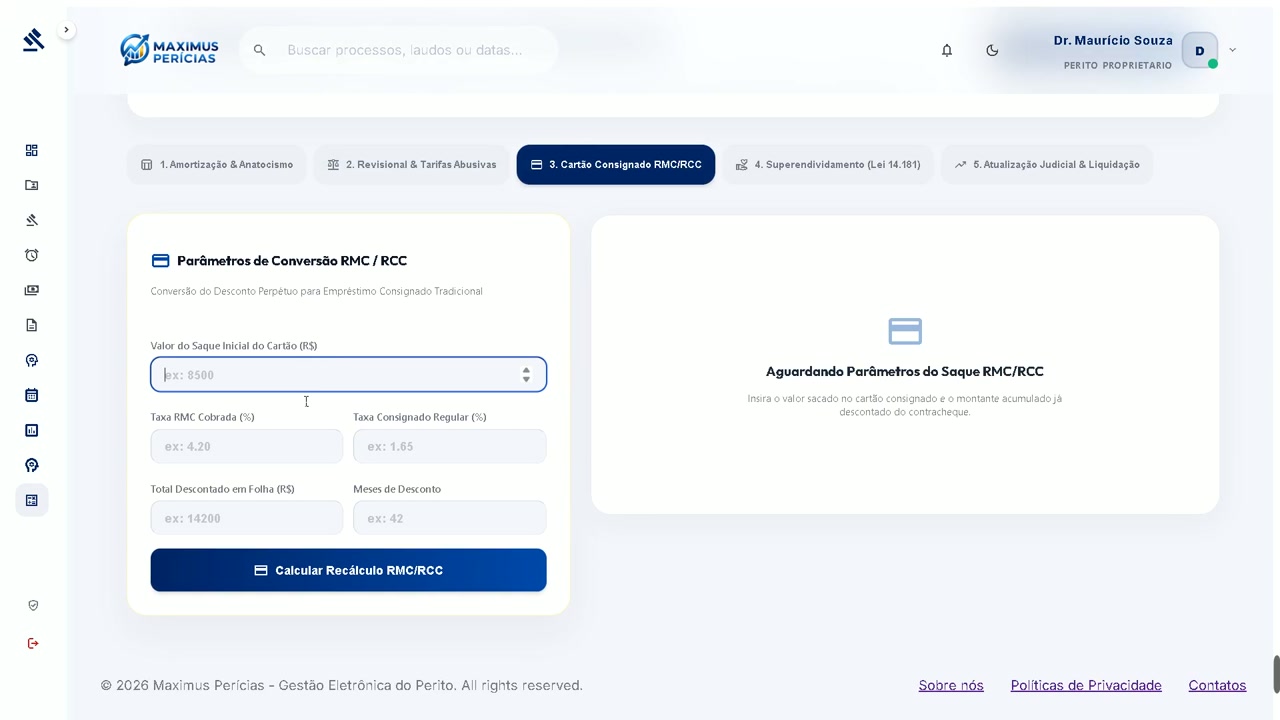 MAXIMUS
PERÍCIAS
Buscar processos, laudos ou datas...
Dr. Maurício Souza
PERITO PROPRIETARIO
D
1. Amortização & Anatocismo
2. Revisional & Tarifas Abusivas
3. Cartão Consignado RMC/RCC
4. Superendividamento (Lei 14.181)
5. Atualização Judicial & Liquidação
Parâmetros de Conversão RMC / RCC
Conversão do Desconto Perpétuo para Empréstimo Consignado Tradicional
Valor do Saque Inicial do Cartão (R$)
ex: 8500
Taxa RMC Cobrada (%)
Taxa Consignado Regular (%)
ex: 4.20
ex: 1.65
Total Descontado em Folha (R$)
Meses de Desconto
ex: 14200
ex: 42
Calcular Recálculo RMC/RCC
Aguardando Parâmetros do Saque RMC/RCC
Insira o valor sacado no cartão consignado e o montante acumulado já
descontado do contracheque.
© 2026 Maximus Perícias - Gestão Eletrônica do Perito. All rights reserved.
Sobre nós
Políticas de Privacidade
Contatos